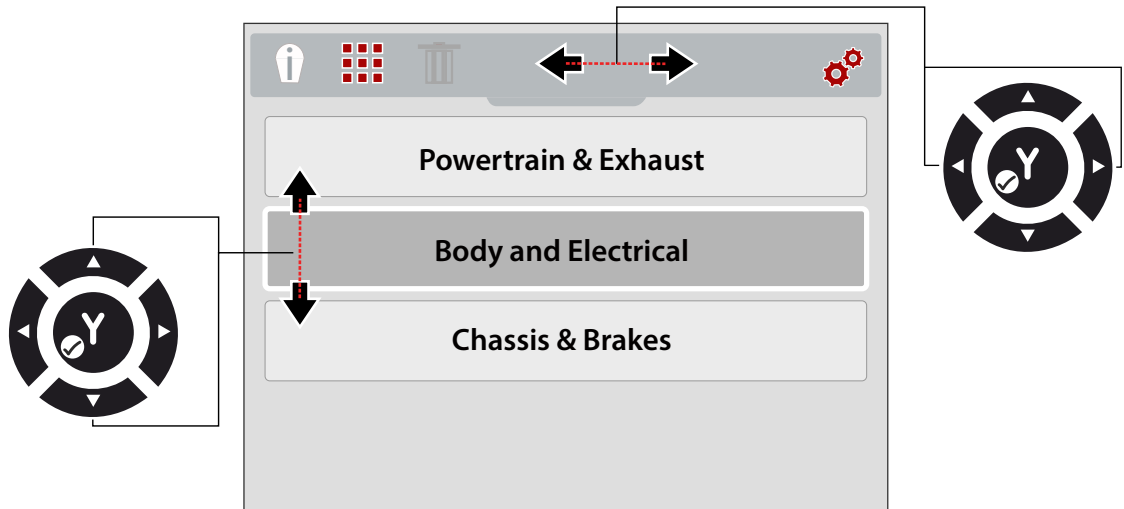 Powertrain & Exhaust
Y
Body and Electrical
Y
Chassis & Brakes